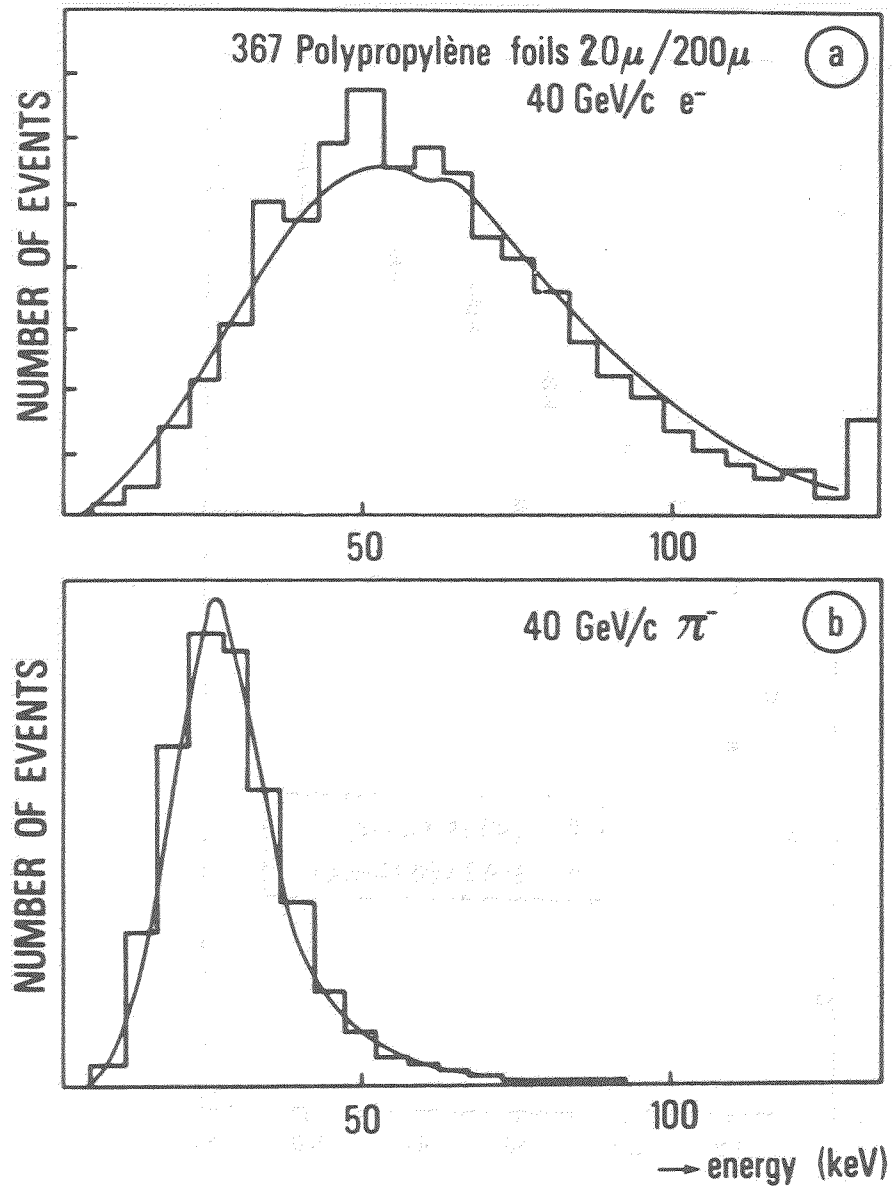 367 Polypropylène foils 20μ/200μ
40 GeV/c e⁻
a
NUMBER OF EVENTS
50 100
40 GeV/c π⁻
b
NUMBER OF EVENTS
50 100
→ energy (keV)